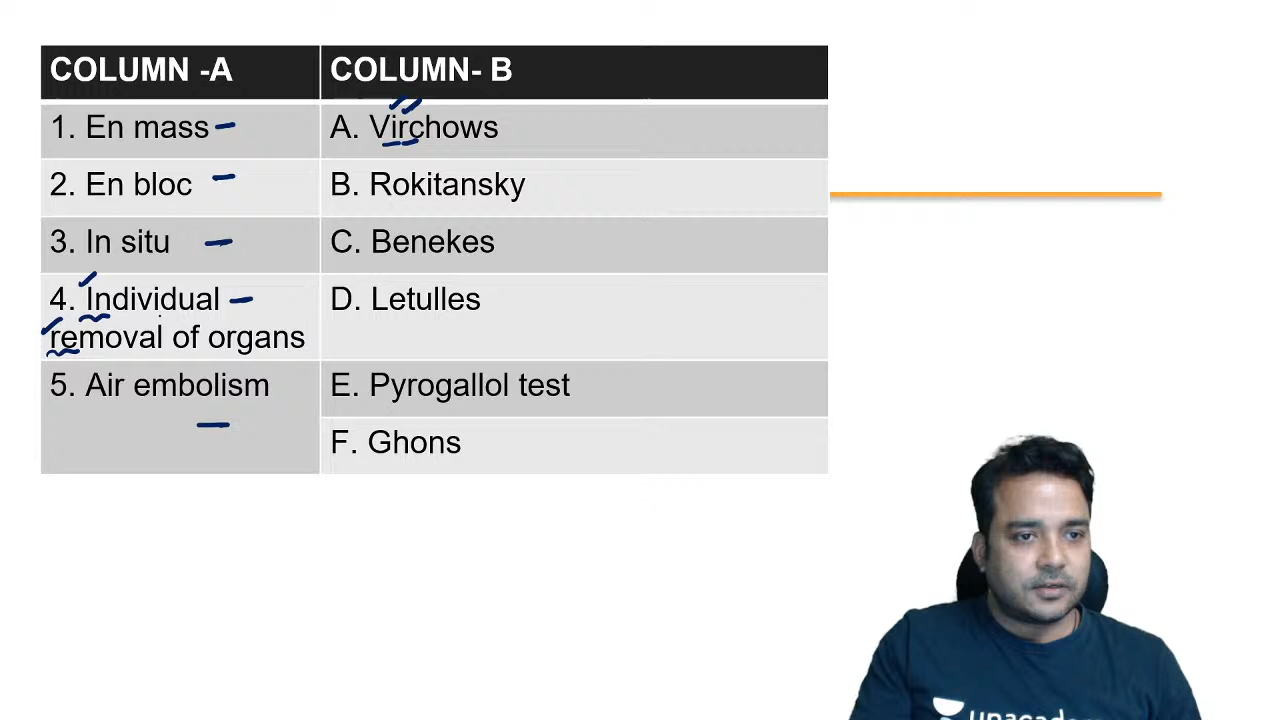 COLUMN -A
COLUMN- B
1. En mass
A. Virchows
2. En bloc
B. Rokitansky
3. In situ
C. Benekes
4. Individual
removal of organs
D. Letulles
5. Air embolism
E. Pyrogallol test
F. Ghons